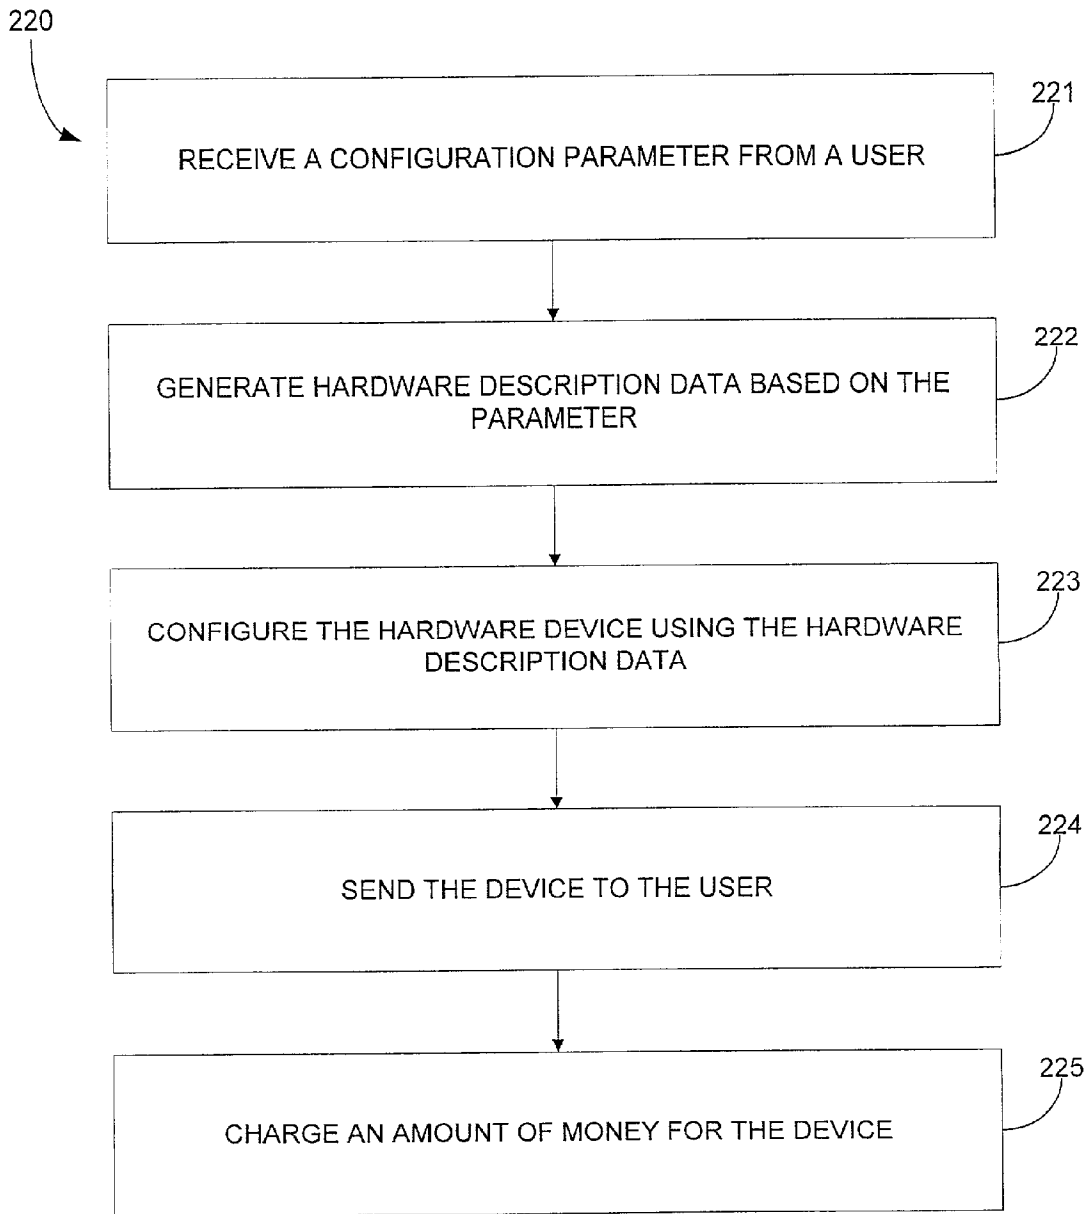 220
221
RECEIVE A CONFIGURATION PARAMETER FROM A USER
222
GENERATE HARDWARE DESCRIPTION DATA BASED ON THE
PARAMETER
223
CONFIGURE THE HARDWARE DEVICE USING THE HARDWARE
DESCRIPTION DATA
224
SEND THE DEVICE TO THE USER
225
CHARGE AN AMOUNT OF MONEY FOR THE DEVICE